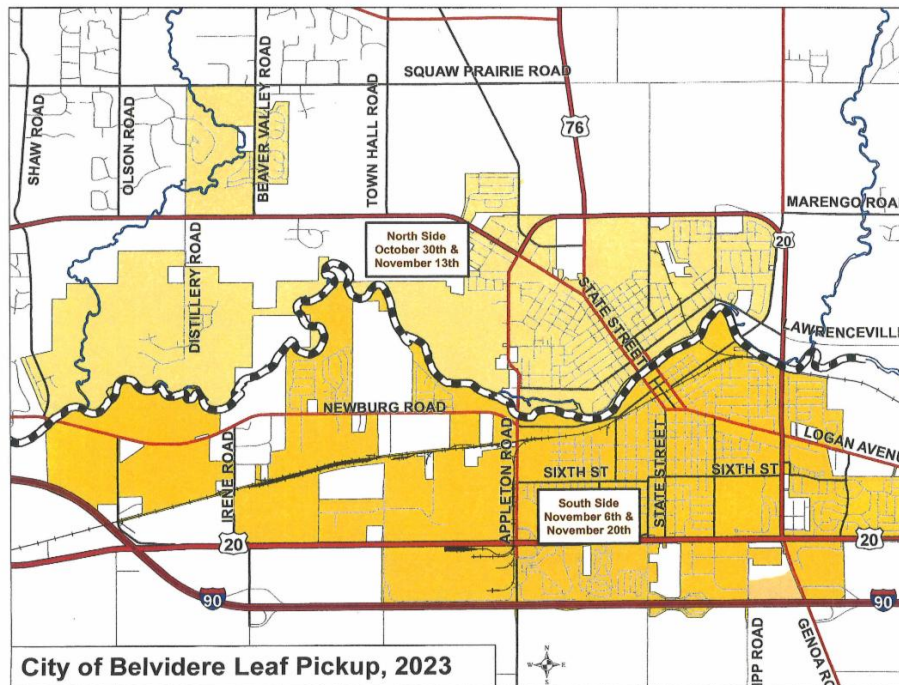 SQUAW PRAIRIE ROAD
SHAW ROAD
OLSON ROAD
BEAVER VALLEY ROAD
TOWN HALL ROAD
76
MARENGO ROAD
20
North Side
October 30th &
November 13th
DISTILLERY ROAD
STATE STREET
LAWRENCEVILLE
NEWBURG ROAD
IRENE ROAD
APPLETON ROAD
STATE STREET
LOGAN AVENU
SIXTH ST
SIXTH ST
South Side
November 6th &
November 20th
20
20
90
90
IPP ROAD
GENOA RO
N
W
E
S
City of Belvidere Leaf Pickup, 2023